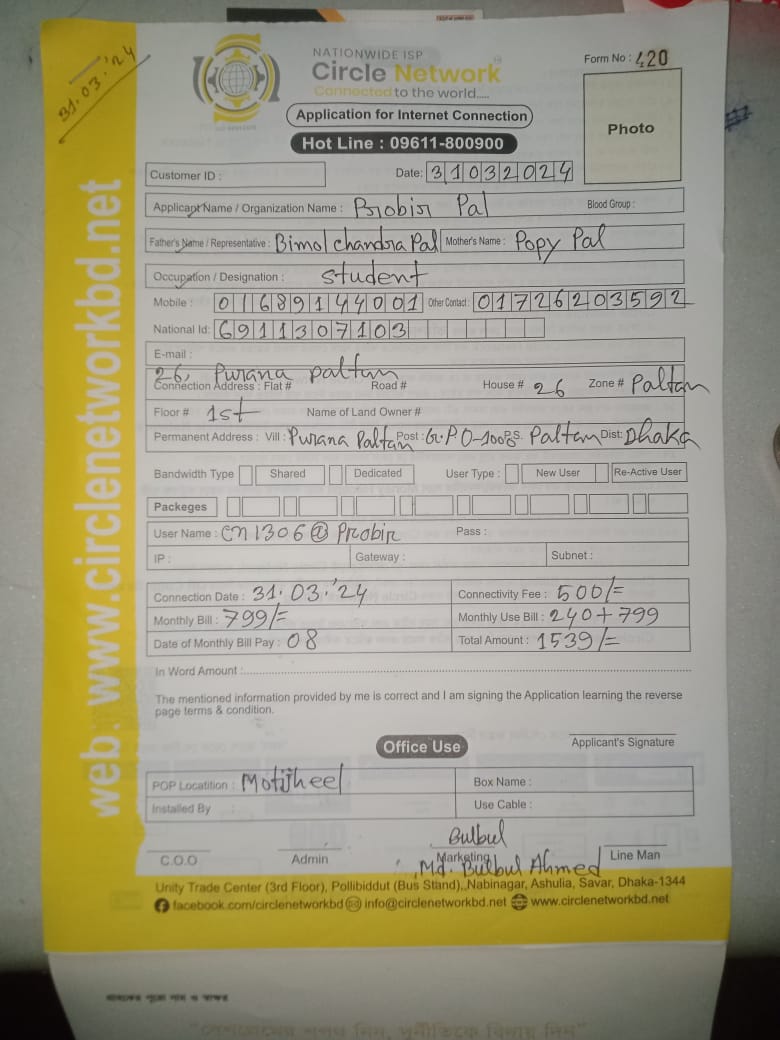 31.03.'24
NATIONWIDE ISP
Circle Network
Connected to the world....
Form No : 420
Application for Internet Connection
Hot Line : 09611-800900
Photo
web: www.circlenetworkbd.net
Customer ID : Date: 31032024
Applicant Name / Organization Name : Probir Pal Blood Group :
Father's Name / Representative : Bimol chandra Pal Mother's Name : Popy Pal
Occupation / Designation : Student
Mobile : 01689144001 Other Contact : 01726203592
National Id: 6911307103
E-mail :
26, Purana paltan
Connection Address : Flat # Road # House # 26 Zone # Paltan
Floor # 1st Name of Land Owner #
Permanent Address : Vill : Purana Paltan Post : G.P.O-1000 P.S. Paltan Dist: Dhaka
Bandwidth Type Shared Dedicated User Type : New User Re-Active User
Packeges
User Name : cn1306@Probir Pass :
IP : Gateway : Subnet :
Connection Date : 31.03.'24 Connectivity Fee : 500/=
Monthly Bill : 799/= Monthly Use Bill : 240+799
Date of Monthly Bill Pay : 08 Total Amount : 1539/=
In Word Amount :
The mentioned information provided by me is correct and I am signing the Application learning the reverse
page terms & condition.
Applicant's Signature
Office Use
POP Locatition : Motijheel Box Name :
Installed By : Use Cable :
Bulbul
C.O.O Admin Marketing Line Man
Md. Bulbul Ahmed
Unity Trade Center (3rd Floor), Pollibiddut (Bus Stand), Nabinagar, Ashulia, Savar, Dhaka-1344
facebook.com/circlenetworkbd info@circlenetworkbd.net www.circlenetworkbd.net